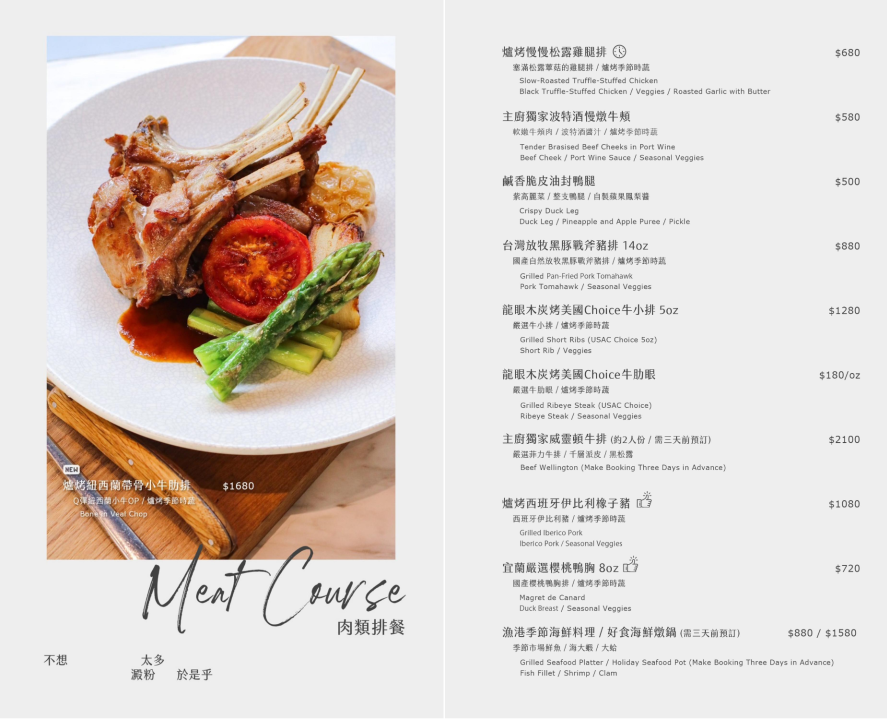 NEW
爐烤紐西蘭帶骨小牛肋排 $1680
Q彈紐西蘭小牛OP / 爐烤季節時蔬
Bone in Veal Chop
Meat Course
肉類排餐
不想 太多
澱粉 於是乎
爐烤慢慢松露雞腿排 $680
塞滿松露蕈菇的雞腿排 / 爐烤季節時蔬
Slow-Roasted Truffle-Stuffed Chicken
Black Truffle-Stuffed Chicken / Veggies / Roasted Garlic with Butter
主廚獨家波特酒慢燉牛頰 $580
軟嫩牛頰肉 / 波特酒醬汁 / 爐烤季節時蔬
Tender Brasised Beef Cheeks in Port Wine
Beef Cheek / Port Wine Sauce / Seasonal Veggies
鹹香脆皮油封鴨腿 $500
紫高麗菜 / 整支鴨腿 / 自製蘋果鳳梨醬
Crispy Duck Leg
Duck Leg / Pineapple and Apple Puree / Pickle
台灣放牧黑豚戰斧豬排 14oz $880
國產自然放牧黑豚戰斧豬排 / 爐烤季節時蔬
Grilled Pan-Fried Pork Tomahawk
Pork Tomahawk / Seasonal Veggies
龍眼木炭烤美國Choice牛小排 5oz $1280
嚴選牛小排 / 爐烤季節時蔬
Grilled Short Ribs (USAC Choice 5oz)
Short Rib / Veggies
龍眼木炭烤美國Choice牛肋眼 $180/oz
嚴選牛肋眼 / 爐烤季節時蔬
Grilled Ribeye Steak (USAC Choice)
Ribeye Steak / Seasonal Veggies
主廚獨家威靈頓牛排 (約2人份 / 需三天前預訂) $2100
嚴選菲力牛排 / 千層派皮 / 黑松露
Beef Wellington (Make Booking Three Days in Advance)
爐烤西班牙伊比利橡子豬 $1080
西班牙伊比利豬 / 爐烤季節時蔬
Grilled Iberico Pork
Iberico Pork / Seasonal Veggies
宜蘭嚴選櫻桃鴨胸 8oz $720
國產櫻桃鴨胸排 / 爐烤季節時蔬
Magret de Canard
Duck Breast / Seasonal Veggies
漁港季節海鮮料理 / 好食海鮮燉鍋 (需三天前預訂) $880 / $1580
季節市場鮮魚 / 海大蝦 / 大蛤
Grilled Seafood Platter / Holiday Seafood Pot (Make Booking Three Days in Advance)
Fish Fillet / Shrimp / Clam